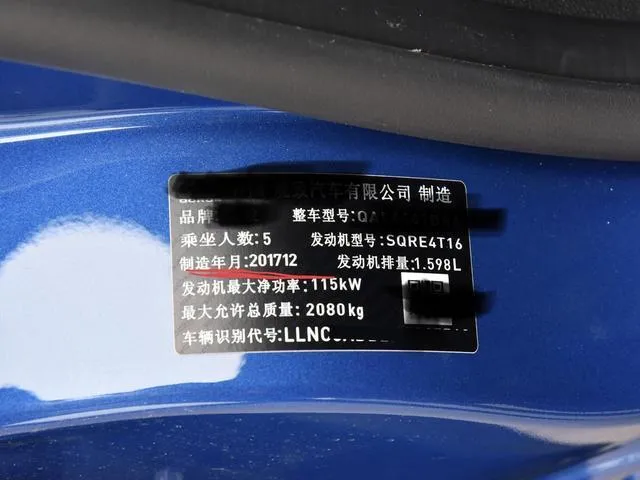 汽车有限公司 制造
品牌 整车型号:QA
乘坐人数:5 发动机型号:SQRE4T16
制造年月:201712 发动机排量:1.598L
发动机最大净功率:115kW
最大允许总质量:2080kg
车辆识别代号:LLNC